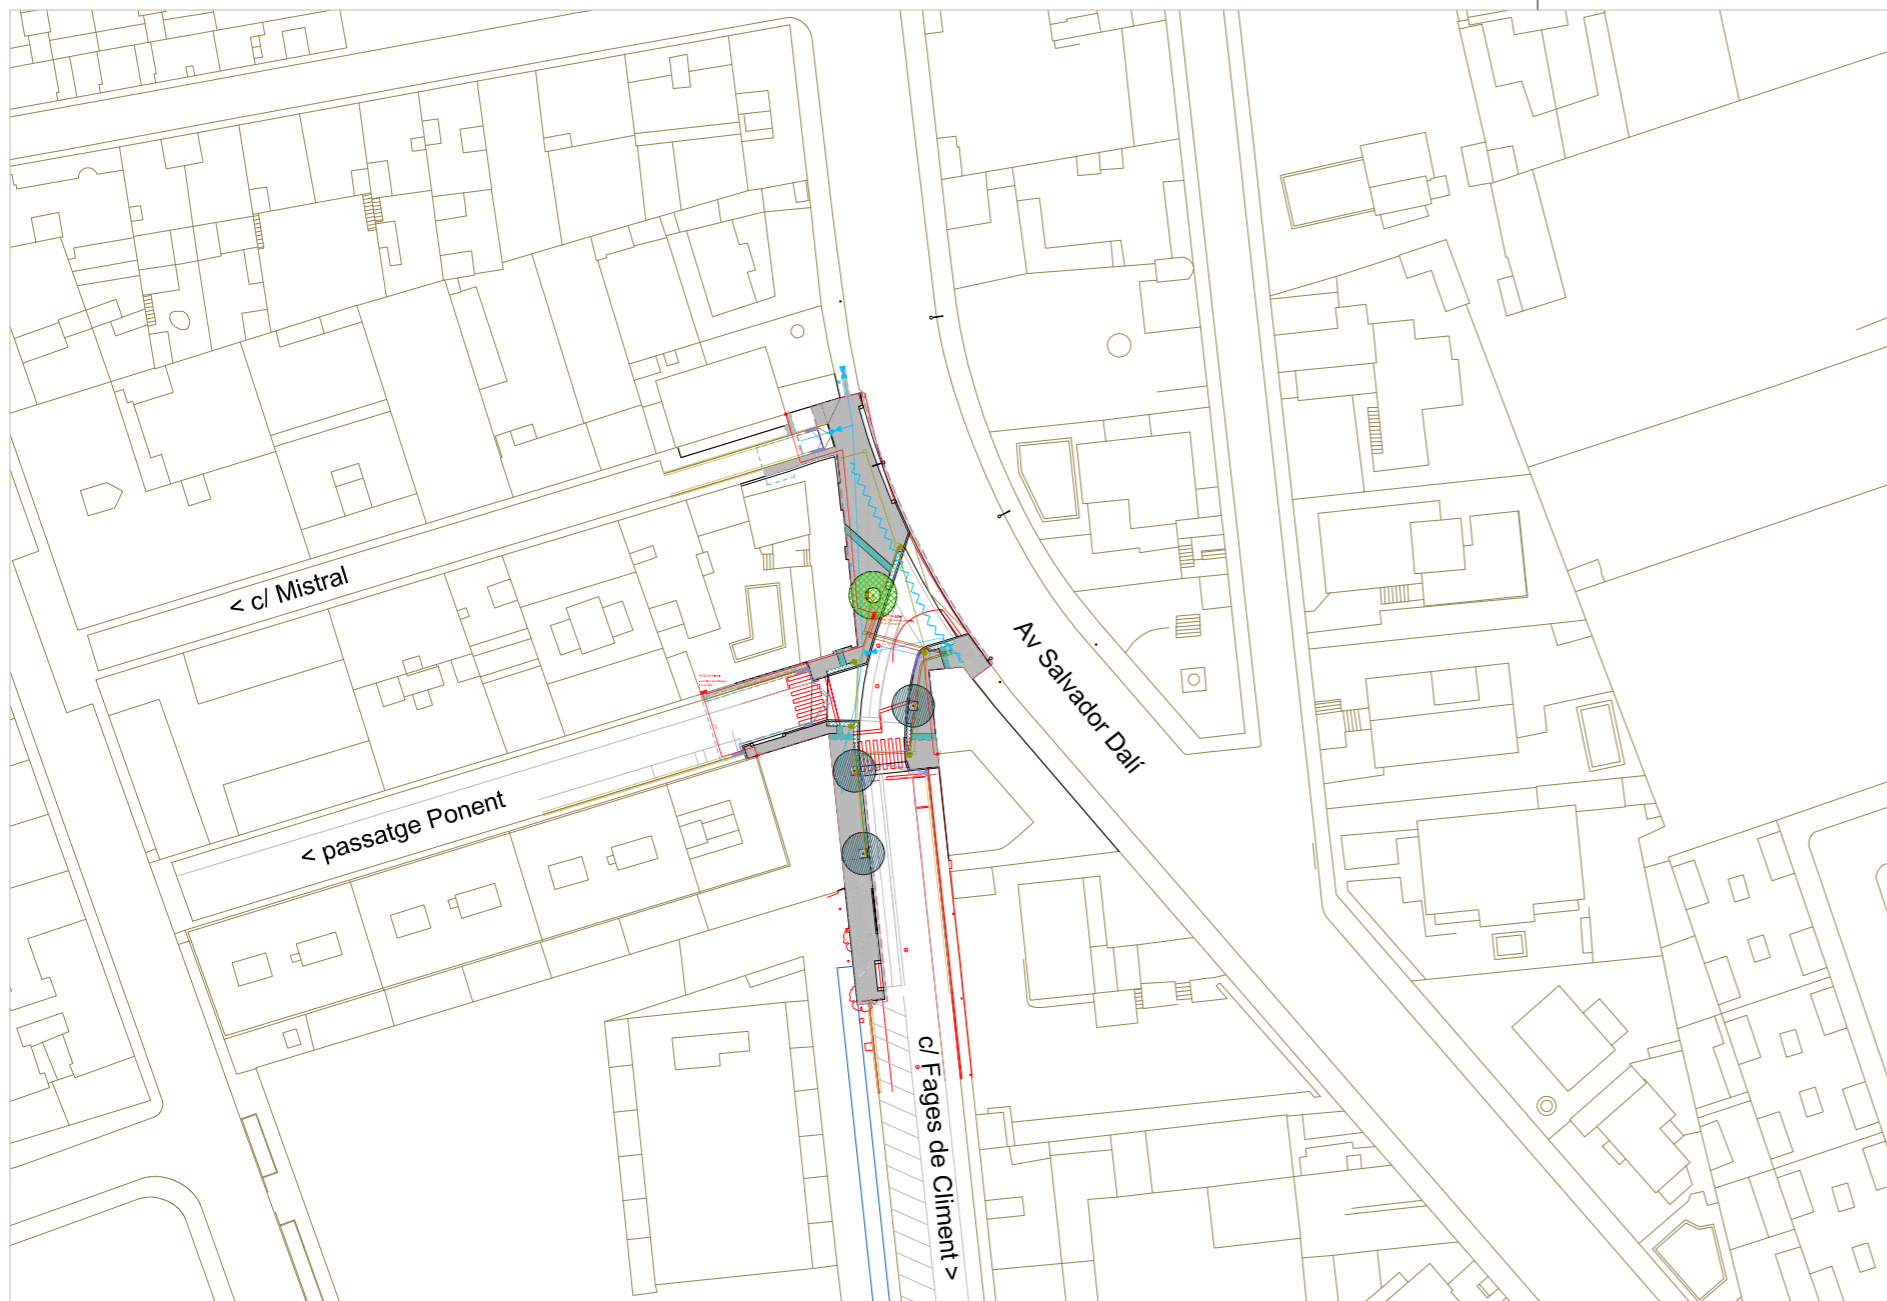 < c/ Mistral
Av Salvador Dalí
< passatge Ponent
c/ Fages de Climent >